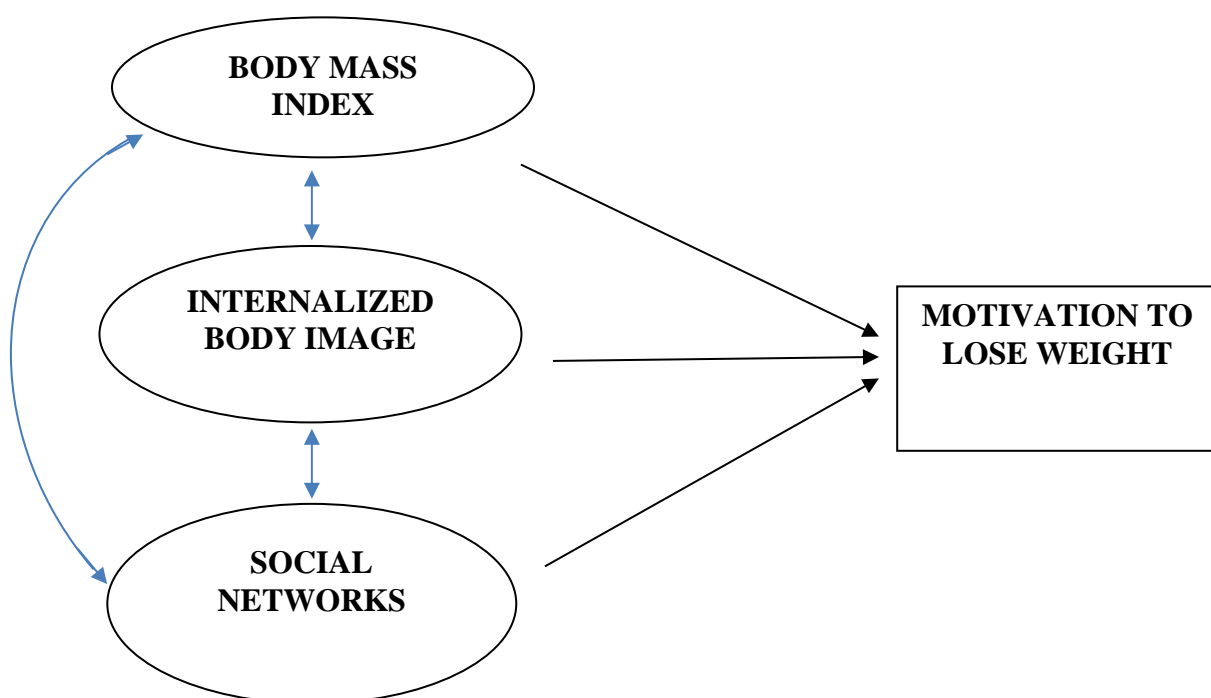 BODY MASS
INDEX
INTERNALIZED
BODY IMAGE
MOTIVATION TO
LOSE WEIGHT
SOCIAL
NETWORKS